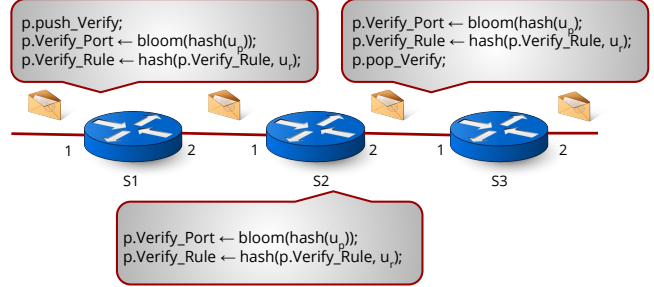 p.push_Verify;
p.Verify_Port ← bloom(hash(uₚ));
p.Verify_Rule ← hash(p.Verify_Rule, uᵣ);
p.Verify_Port ← bloom(hash(uₚ);
p.Verify_Rule ← hash(p.Verify_Rule, uᵣ);
p.pop_Verify;
1 2 1 2 1 2
S1 S2 S3
p.Verify_Port ← bloom(hash(uₚ));
p.Verify_Rule ← hash(p.Verify_Rule, uᵣ);